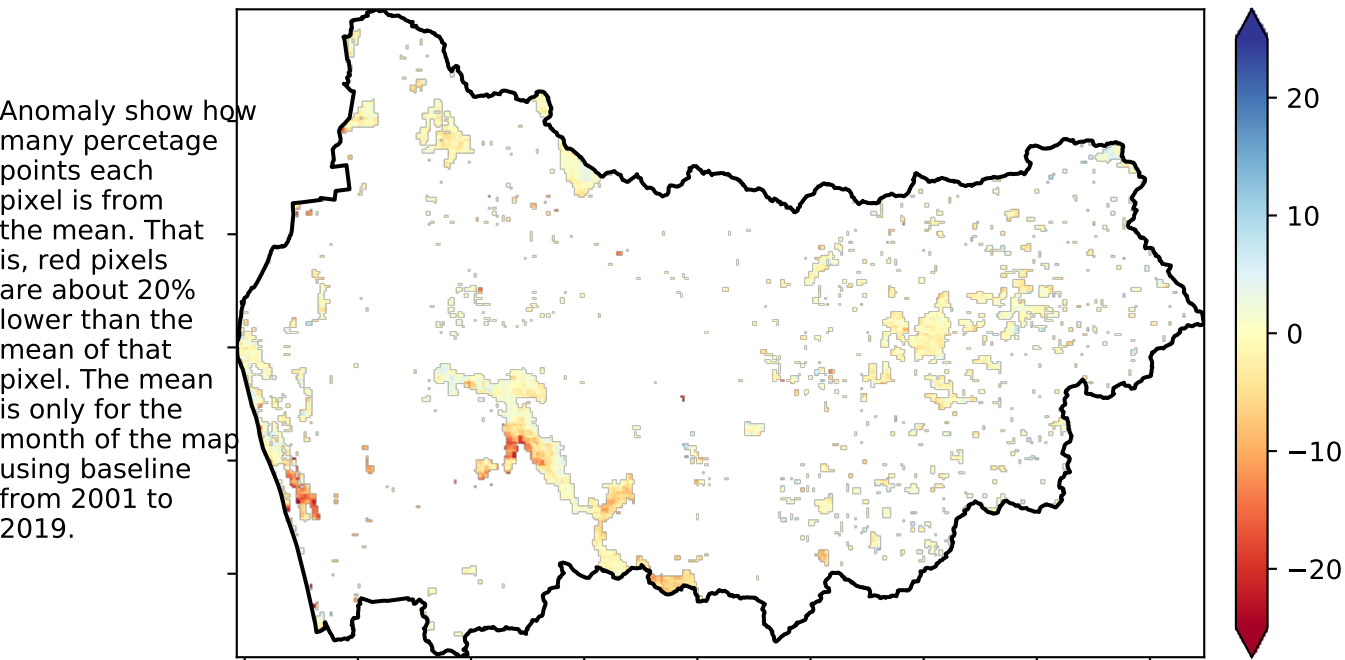 Anomaly show how
many percetage
points each
pixel is from
the mean. That
is, red pixels
are about 20%
lower than the
mean of that
pixel. The mean
is only for the
month of the map
using baseline
from 2001 to
2019.
20
10
0
−10
−20